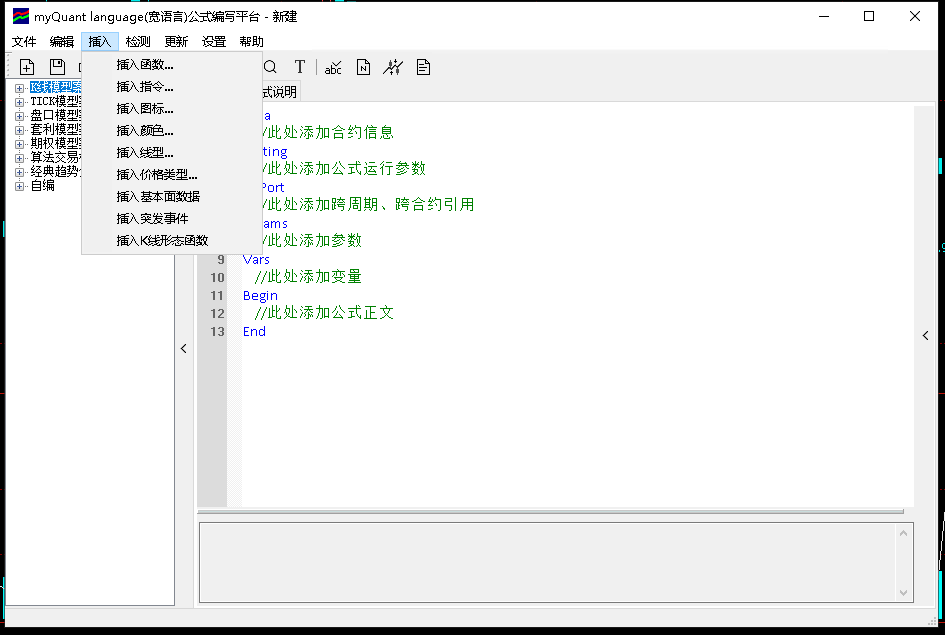 myQuant language(宽语言)公式编写平台 - 新建
文件 编辑 插入 检测 更新 设置 帮助
插入函数...
插入指令...
插入图标...
插入颜色...
插入线型...
插入价格类型...
插入基本面数据
插入突发事件
插入K线形态函数
T abc N
K线模型
TICK模型
盘口模型
套利模型
期权模型
算法交易
经典趋势
自编
式说明
a
//此处添加合约信息
ting
//此处添加公式运行参数
Port
//此处添加跨周期、跨合约引用
ams
//此处添加参数
9 Vars
10 //此处添加变量
11 Begin
12 //此处添加公式正文
13 End